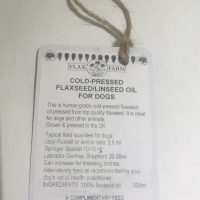 FLAX FARM
COLD-PRESSED
FLAXSEED/LINSEED OIL
FOR DOGS
This is human grade cold-pressed flaxseed
oil-pressed from top quality flaxseed. It is ideal
for dogs and other animals.
Grown & pressed in the UK
Typical feed quantities for dogs:
Jack Russell or similar size 2.5 ml
Springer Spaniel 10-15
Labrador-German Shepherd 20-30ml
Can increase for breeding bitches
Alternatively feed as recommended by your
dog's vet or health practitioner.
INGREDIENTS: 100% flaxseed oil 500ml
A COMPLIMENTARY FEED